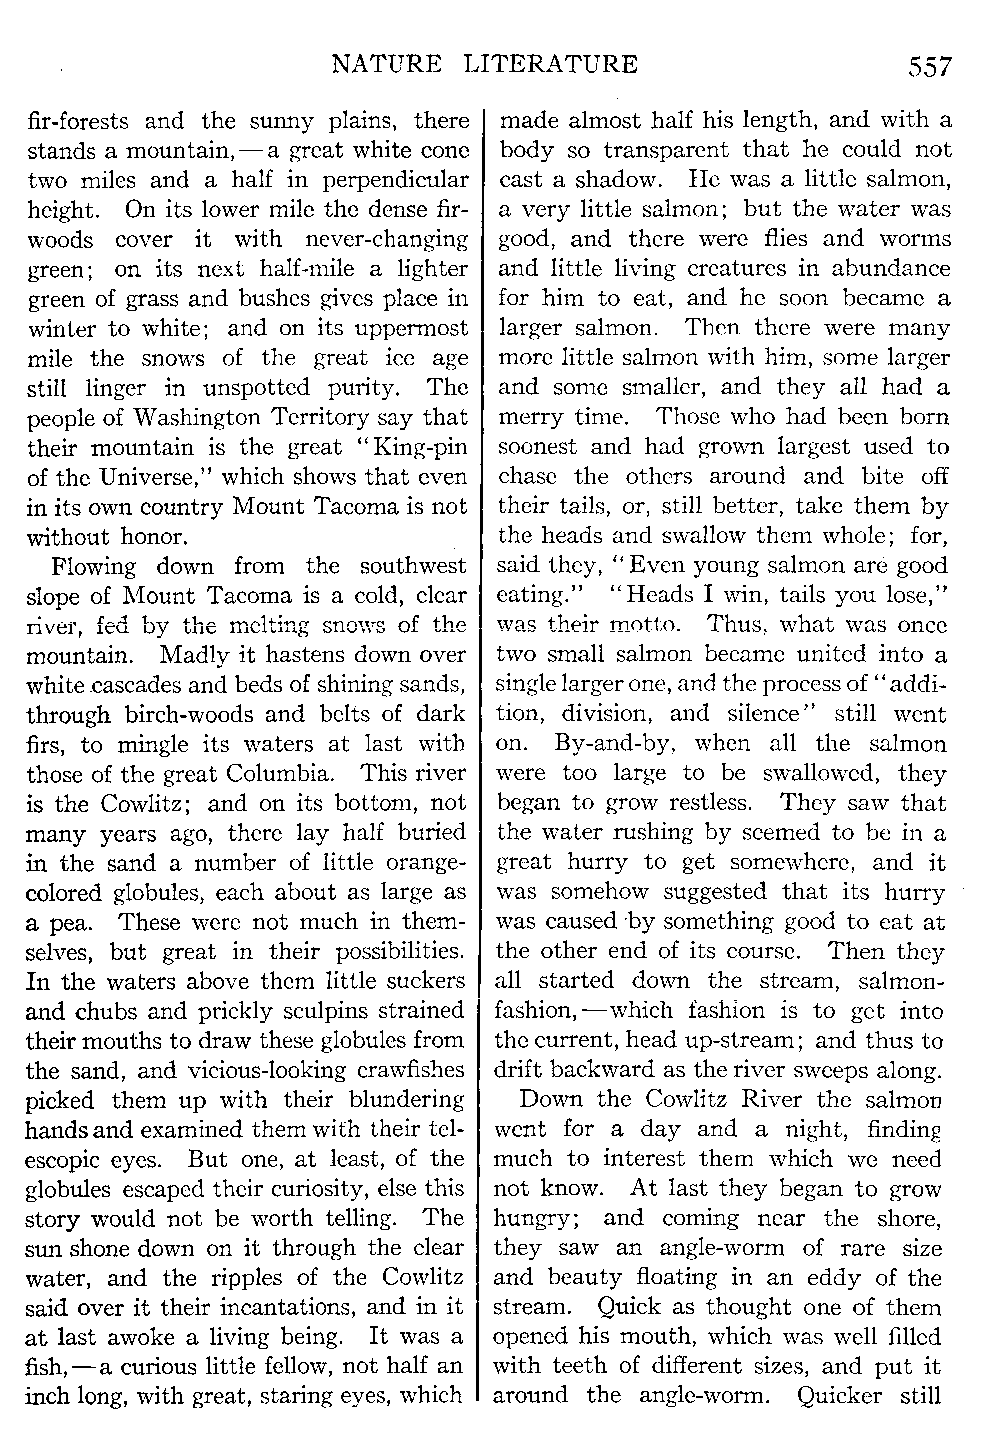 NATURE LITERATURE 557
fir-forests and the sunny plains, there
stands a mountain,—a great white cone
two miles and a half in perpendicular
height. On its lower mile the dense fir-
woods cover it with never-changing
green; on its next half-mile a lighter
green of grass and bushes gives place in
winter to white; and on its uppermost
mile the snows of the great ice age
still linger in unspotted purity. The
people of Washington Territory say that
their mountain is the great "King-pin
of the Universe," which shows that even
in its own country Mount Tacoma is not
without honor.
Flowing down from the southwest
slope of Mount Tacoma is a cold, clear
river, fed by the melting snows of the
mountain. Madly it hastens down over
white cascades and beds of shining sands,
through birch-woods and belts of dark
firs, to mingle its waters at last with
those of the great Columbia. This river
is the Cowlitz; and on its bottom, not
many years ago, there lay half buried
in the sand a number of little orange-
colored globules, each about as large as
a pea. These were not much in them-
selves, but great in their possibilities.
In the waters above them little suckers
and chubs and prickly sculpins strained
their mouths to draw these globules from
the sand, and vicious-looking crawfishes
picked them up with their blundering
hands and examined them with their tel-
escopic eyes. But one, at least, of the
globules escaped their curiosity, else this
story would not be worth telling. The
sun shone down on it through the clear
water, and the ripples of the Cowlitz
said over it their incantations, and in it
at last awoke a living being. It was a
fish,—a curious little fellow, not half an
inch long, with great, staring eyes, which
made almost half his length, and with a
body so transparent that he could not
cast a shadow. He was a little salmon,
a very little salmon; but the water was
good, and there were flies and worms
and little living creatures in abundance
for him to eat, and he soon became a
larger salmon. Then there were many
more little salmon with him, some larger
and some smaller, and they all had a
merry time. Those who had been born
soonest and had grown largest used to
chase the others around and bite off
their tails, or, still better, take them by
the heads and swallow them whole; for,
said they, "Even young salmon are good
eating." "Heads I win, tails you lose,"
was their motto. Thus, what was once
two small salmon became united into a
single larger one, and the process of "addi-
tion, division, and silence" still went
on. By-and-by, when all the salmon
were too large to be swallowed, they
began to grow restless. They saw that
the water rushing by seemed to be in a
great hurry to get somewhere, and it
was somehow suggested that its hurry
was caused by something good to eat at
the other end of its course. Then they
all started down the stream, salmon-
fashion,—which fashion is to get into
the current, head up-stream; and thus to
drift backward as the river sweeps along.
Down the Cowlitz River the salmon
went for a day and a night, finding
much to interest them which we need
not know. At last they began to grow
hungry; and coming near the shore,
they saw an angle-worm of rare size
and beauty floating in an eddy of the
stream. Quick as thought one of them
opened his mouth, which was well filled
with teeth of different sizes, and put it
around the angle-worm. Quicker still